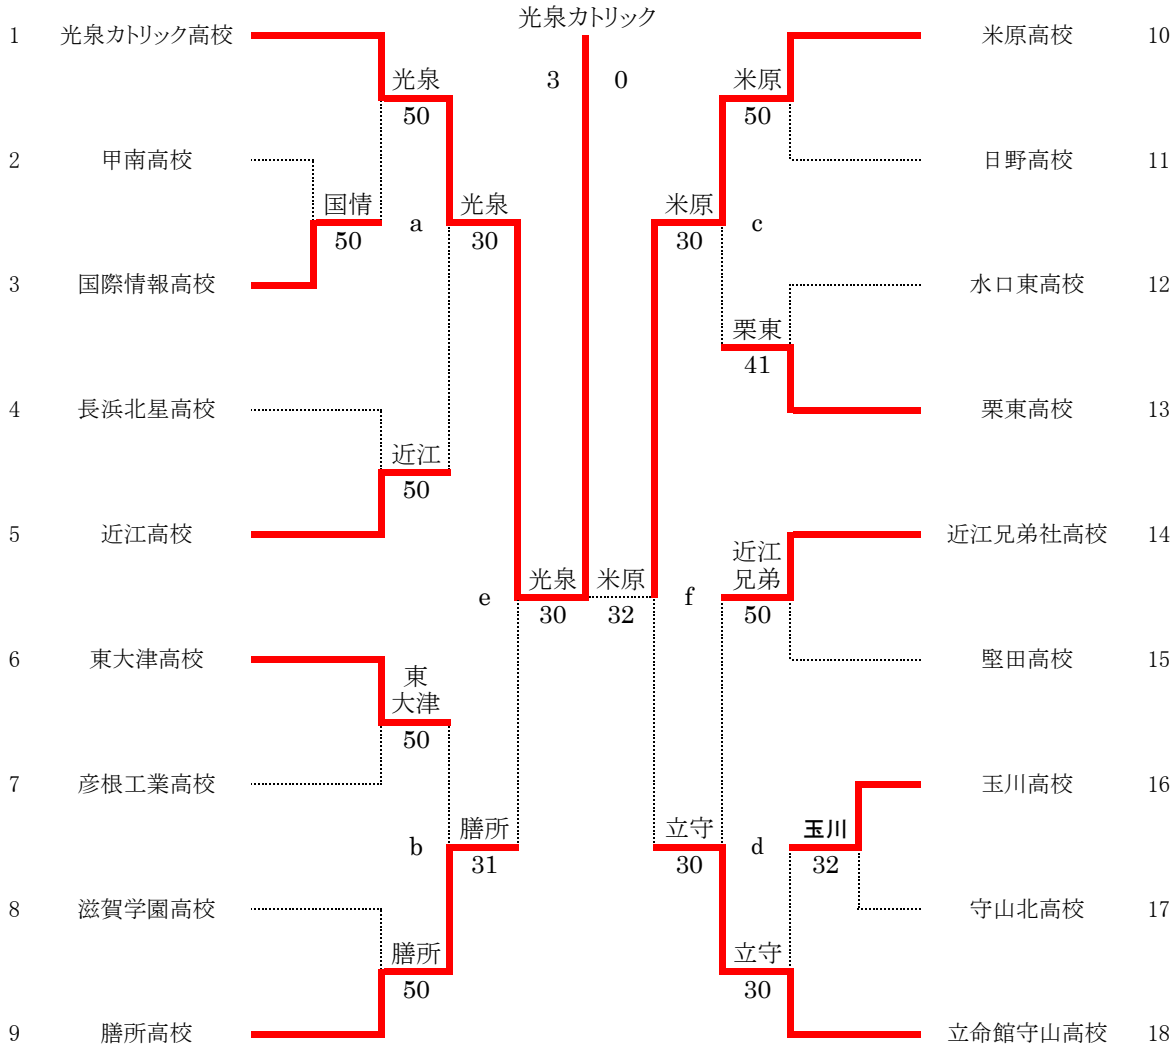 光泉カトリック
1 光泉カトリック高校
米原高校 10
3 0
光泉
50
米原
50
2 甲南高校
日野高校 11
国情
50
a
光泉
30
米原
30
c
3 国際情報高校
水口東高校 12
栗東
41
4 長浜北星高校
栗東高校 13
近江
50
5 近江高校
近江兄弟社高校 14
近江
兄弟
50
e
光泉
30
米原
32
f
6 東大津高校
堅田高校 15
東
大津
50
7 彦根工業高校
玉川高校 16
b
膳所
31
立守
30
d
玉川
32
8 滋賀学園高校
守山北高校 17
膳所
50
立守
30
9 膳所高校
立命館守山高校 18